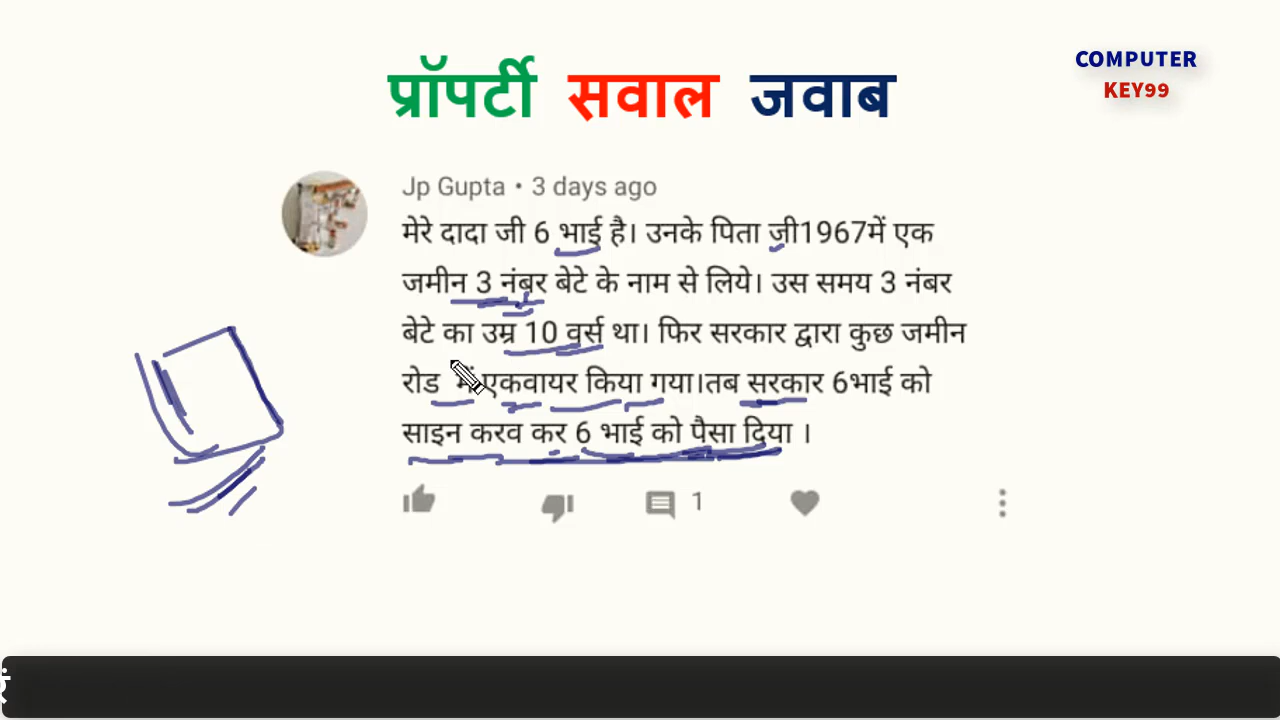 प्रॉपर्टी सवाल जवाब
COMPUTER
KEY99
Jp Gupta • 3 days ago
मेरे दादा जी 6 भाई है। उनके पिता जी1967में एक
जमीन 3 नंबर बेटे के नाम से लिये। उस समय 3 नंबर
बेटे का उम्र 10 वर्स था। फिर सरकार द्वारा कुछ जमीन
रोड में एकवायर किया गया।तब सरकार 6भाई को
साइन करव कर 6 भाई को पैसा दिया ।
1